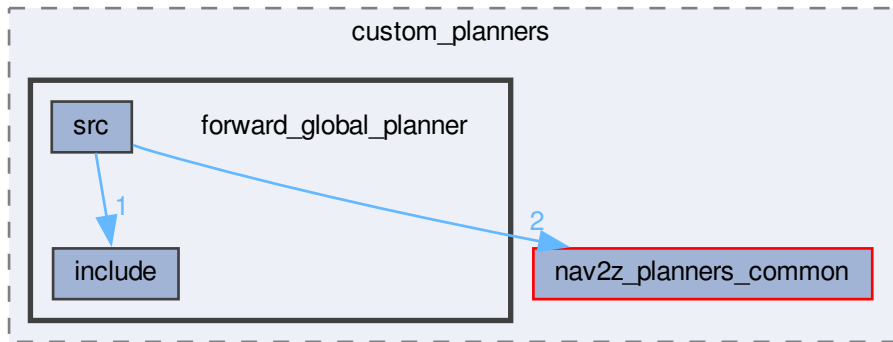 custom_planners
src
forward_global_planner
1
2
include
nav2z_planners_common